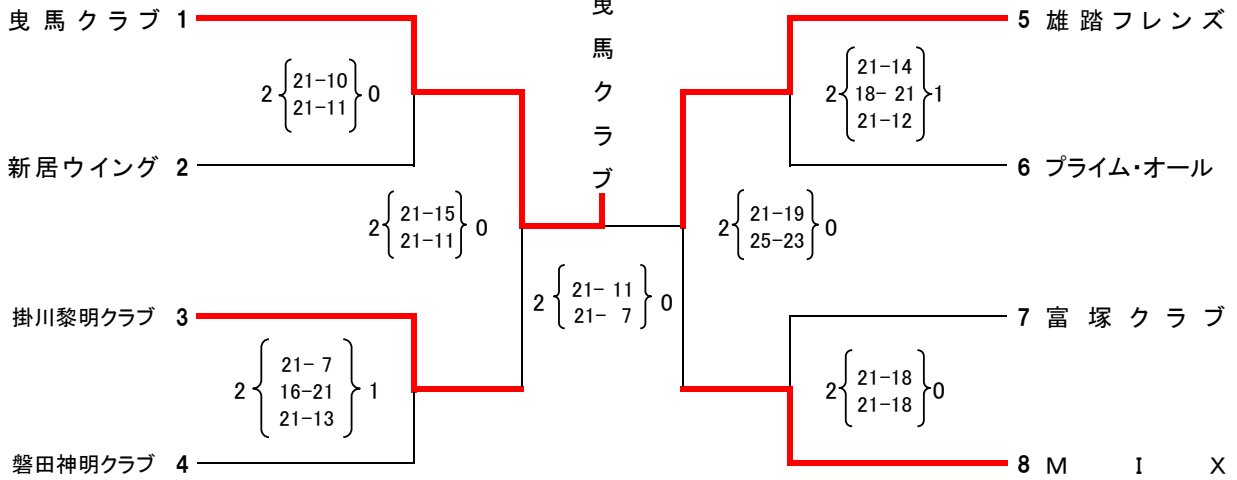 曳馬クラブ 1
新居ウイング 2
掛川黎明クラブ 3
磐田神明クラブ 4
2 21-10 0
21-11
2 21-15 0
21-11
2 21- 7 1
16-21
21-13
曳馬クラブ
2 21- 11 0
21- 7
5 雄踏フレンズ
6 プライム・オール
7 富塚クラブ
8 M I X
2 21-14 1
18- 21
21-12
2 21-19 0
25-23
2 21-18 0
21-18